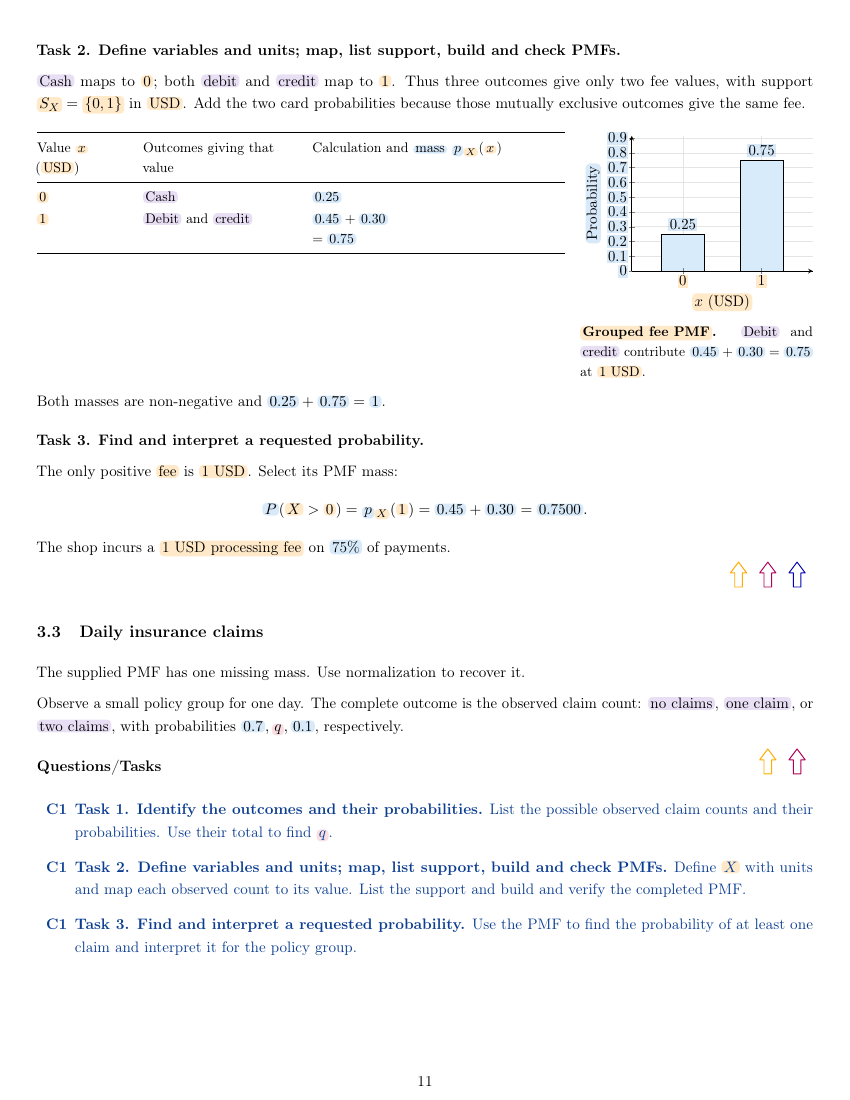 Task 2. Define variables and units; map, list support, build and check PMFs.
Cash maps to 0; both debit and credit map to 1. Thus three outcomes give only two fee values, with support
S_X = {0, 1} in USD. Add the two card probabilities because those mutually exclusive outcomes give the same fee.
Value x Outcomes giving that Calculation and mass p_X(x)
(USD) value
0 Cash 0.25
1 Debit and credit 0.45 + 0.30
= 0.75
0.9
0.8
0.7
0.6
0.5
0.4
0.3
0.2
0.1
0
Probability
0.25
0.75
0 1
x (USD)
Grouped fee PMF. Debit and
credit contribute 0.45 + 0.30 = 0.75
at 1 USD.
Both masses are non-negative and 0.25 + 0.75 = 1.
Task 3. Find and interpret a requested probability.
The only positive fee is 1 USD. Select its PMF mass:
P(X > 0) = p_X(1) = 0.45 + 0.30 = 0.7500.
The shop incurs a 1 USD processing fee on 75% of payments.
3.3 Daily insurance claims
The supplied PMF has one missing mass. Use normalization to recover it.
Observe a small policy group for one day. The complete outcome is the observed claim count: no claims, one claim, or
two claims, with probabilities 0.7, q, 0.1, respectively.
Questions/Tasks
C1 Task 1. Identify the outcomes and their probabilities. List the possible observed claim counts and their
probabilities. Use their total to find q.
C1 Task 2. Define variables and units; map, list support, build and check PMFs. Define X with units
and map each observed count to its value. List the support and build and verify the completed PMF.
C1 Task 3. Find and interpret a requested probability. Use the PMF to find the probability of at least one
claim and interpret it for the policy group.
11